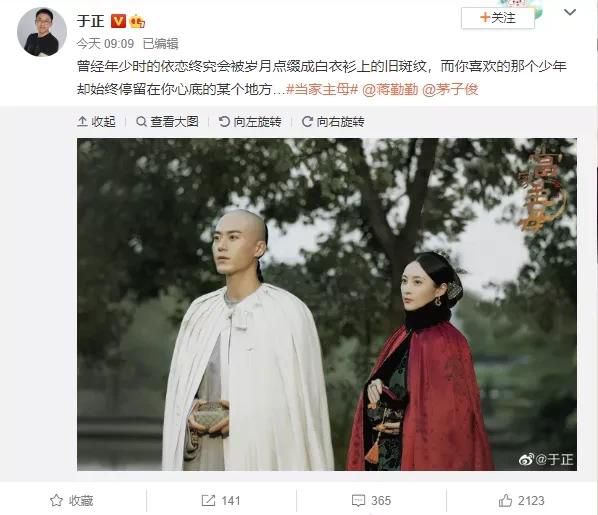 于正
今天 09:09 已编辑
+关注
曾经年少时的依恋终究会被岁月点缀成白衣衫上的旧斑纹，而你喜欢的那个少年
却始终停留在你心底的某个地方...#当家主母# @蒋勤勤 @茅子俊
收起 查看大图 向左旋转 向右旋转
當家主母
@于正
收藏 141 365 2123